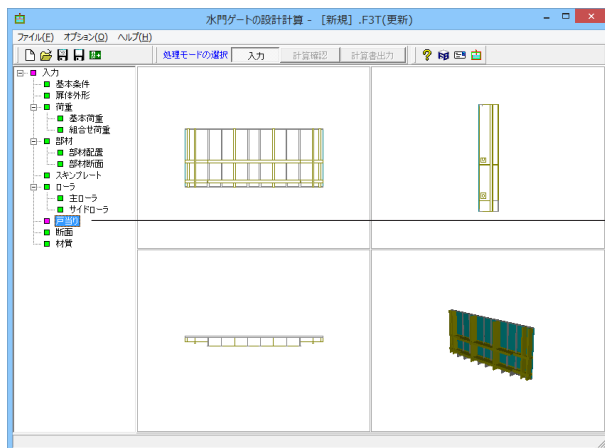 水門ゲートの設計計算 - [新規] .F3T(更新)
ファイル(F) オプション(O) ヘルプ(H)
処理モードの選択 入力 計算確認 計算書出力
入力
基本条件
扉体外形
荷重
基本荷重
組合せ荷重
部材
部材配置
部材断面
スキンプレート
ローラ
主ローラ
サイドローラ
戸当り
断面
材質